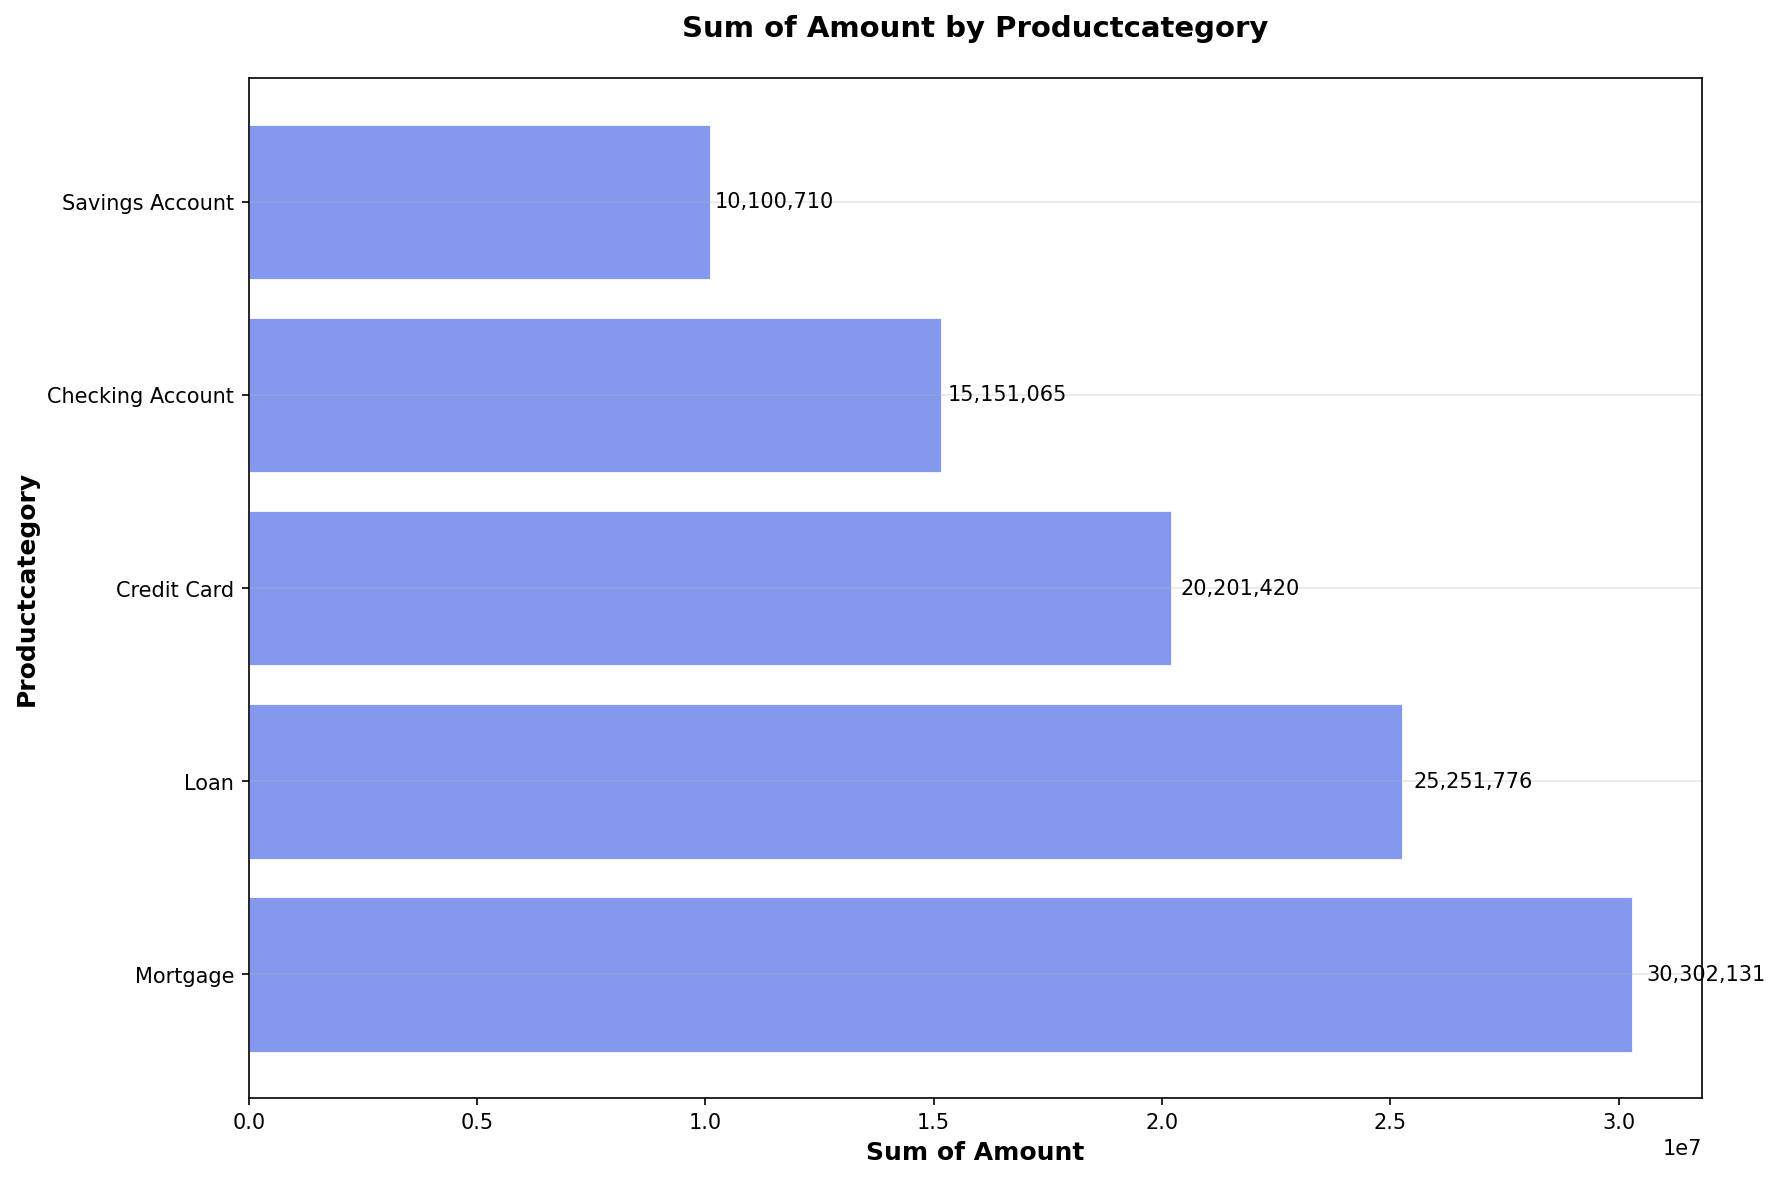 Sum of Amount by Productcategory
Productcategory
Savings Account
10,100,710
Checking Account
15,151,065
Credit Card
20,201,420
Loan
25,251,776
Mortgage
30,302,131
0.0 0.5 1.0 1.5 2.0 2.5 3.0
1e7
Sum of Amount